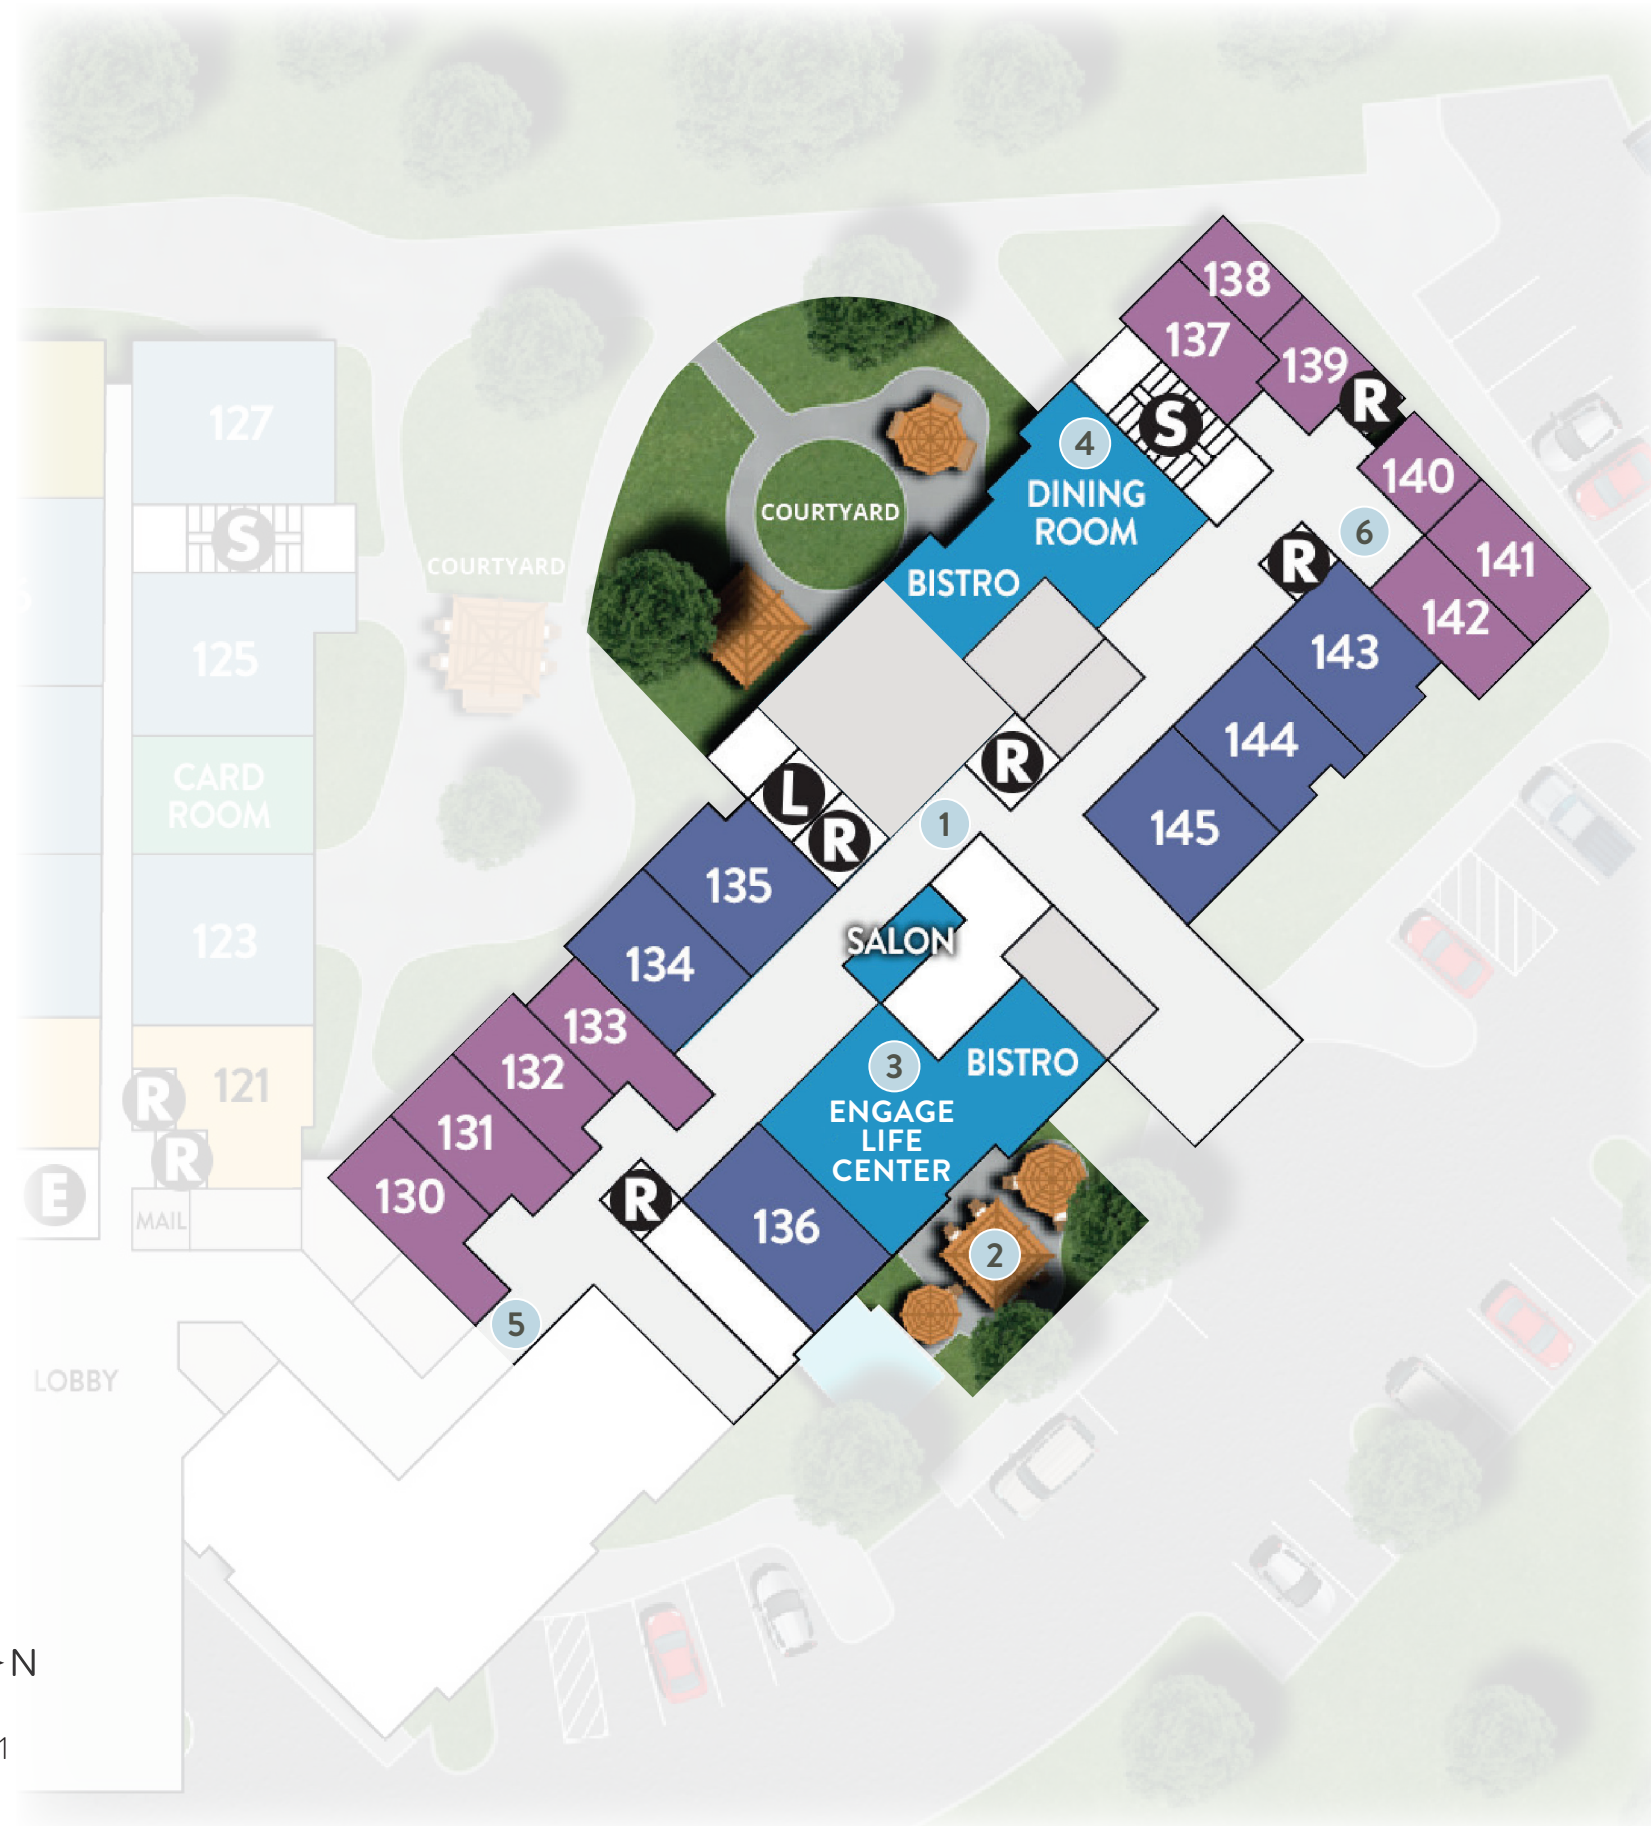 138
137
139
R
127
S
4
140
DINING
ROOM
COURTYARD
S
6
141
R
COURTYARD
BISTRO
142
125
143
144
CARD
ROOM
R
L
R
1
145
135
SALON
123
134
133
3
BISTRO
132
ENGAGE
LIFE
CENTER
121
R
131
R
130
R
136
E
MAIL
2
5
LOBBY
N
1